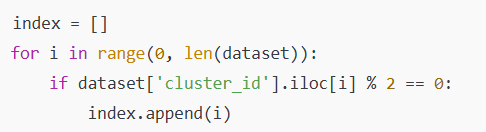 index = []
for i in range(0, len(dataset)):
    if dataset['cluster_id'].iloc[i] % 2 == 0:
        index.append(i)